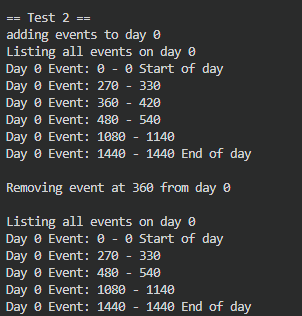 == Test 2 ==
adding events to day 0
Listing all events on day 0
Day 0 Event: 0 - 0 Start of day
Day 0 Event: 270 - 330
Day 0 Event: 360 - 420
Day 0 Event: 480 - 540
Day 0 Event: 1080 - 1140
Day 0 Event: 1440 - 1440 End of day

Removing event at 360 from day 0

Listing all events on day 0
Day 0 Event: 0 - 0 Start of day
Day 0 Event: 270 - 330
Day 0 Event: 480 - 540
Day 0 Event: 1080 - 1140
Day 0 Event: 1440 - 1440 End of day